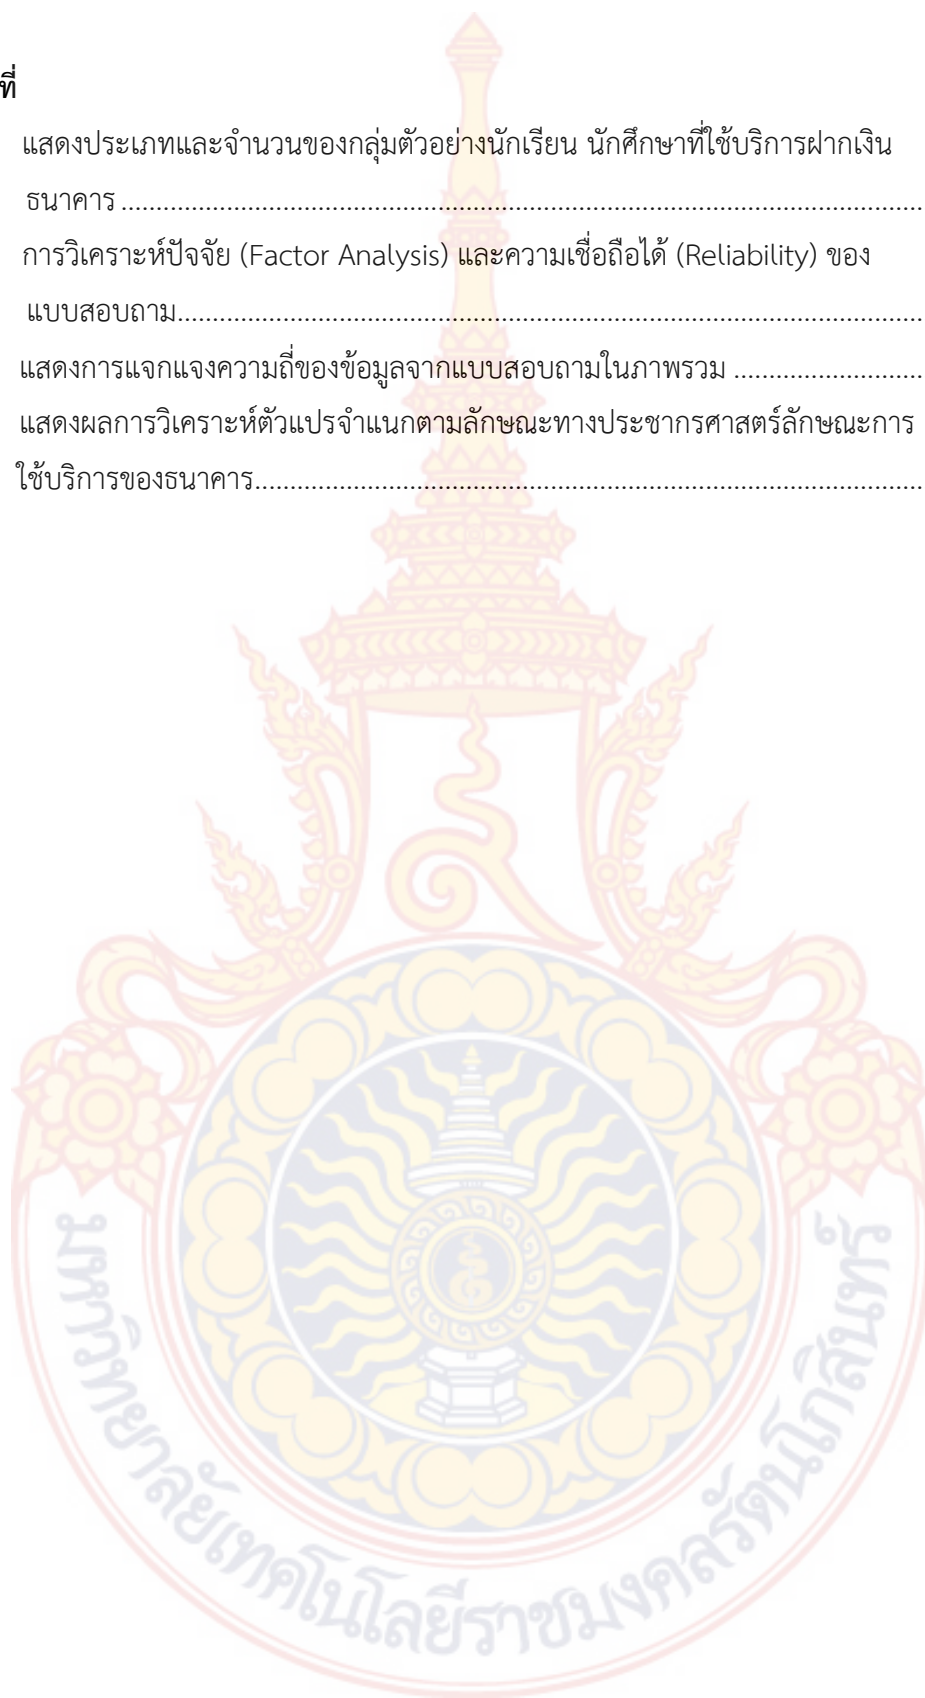 ที่
แสดงประเภทและจำนวนของกลุ่มตัวอย่างนักเรียน นักศึกษาที่ใช้บริการฝากเงิน
ธนาคาร....................................................................................................................
การวิเคราะห์ปัจจัย (Factor Analysis) และความเชื่อถือได้ (Reliability) ของ
แบบสอบถาม............................................................................................................
แสดงการแจกแจงความถี่ของข้อมูลจากแบบสอบถามในภาพรวม ...........................
แสดงผลการวิเคราะห์ตัวแปรจำแนกตามลักษณะทางประชากรศาสตร์ลักษณะการ
ใช้บริการของธนาคาร.................................................................................................
มหาวิทยาลัยเทคโนโลยีราชมงคลรัตนโกสินทร์